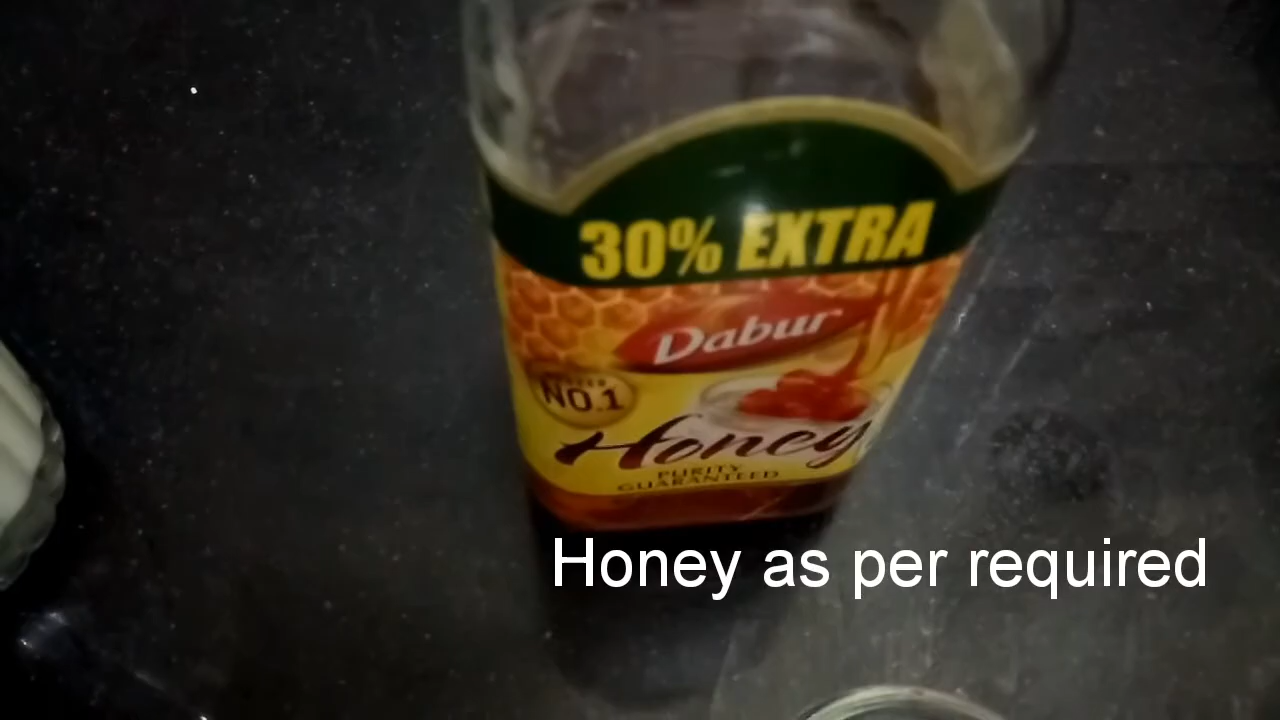 30% EXTRA
Dabur
NO.1
Honey
PURITY
GUARANTEED
Honey as per required